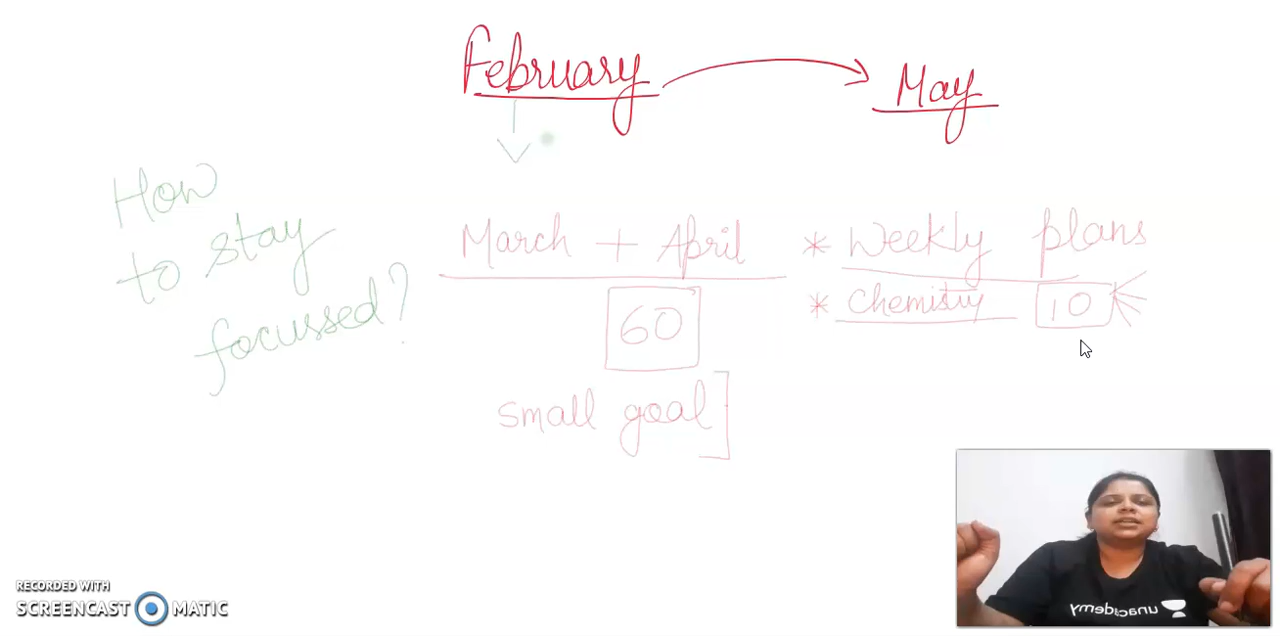 February
May
How
to stay
focussed?
March + April
60
small goal]
* Weekly plans
* Chemistry 10
RECORDED WITH
SCREENCAST MATIC
unacademy